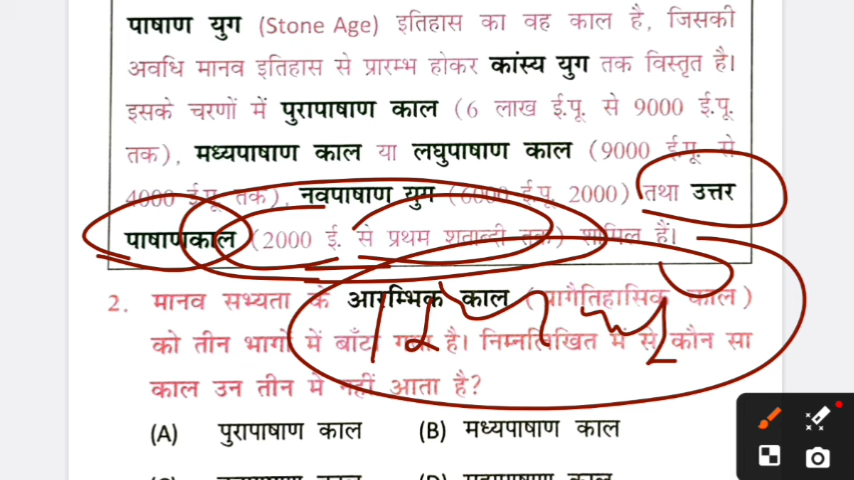 पाषाण युग (Stone Age) इतिहास का वह काल है, जिसकी
अवधि मानव इतिहास से प्रारम्भ होकर कांस्य युग तक विस्तृत है।
इसके चरणों में पुरापाषाण काल (6 लाख ई.पू. से 9000 ई.पू.
तक), मध्यपाषाण काल या लघुपाषाण काल (9000 ई.पू. से
4000 ई.पू. तक), नवपाषाण युग (6000 ई.पू. 2000) तथा उत्तर
पाषाणकाल (2000 ई. से प्रथम शताब्दी तक) शामिल हैं।
2. मानव सभ्यता के आरम्भिक काल (प्रागैतिहासिक काल)
को तीन भागों में बाँटा गया है। निम्नलिखित में से कौन सा
काल उन तीन में नहीं आता है?
(A) पुरापाषाण काल (B) मध्यपाषाण काल